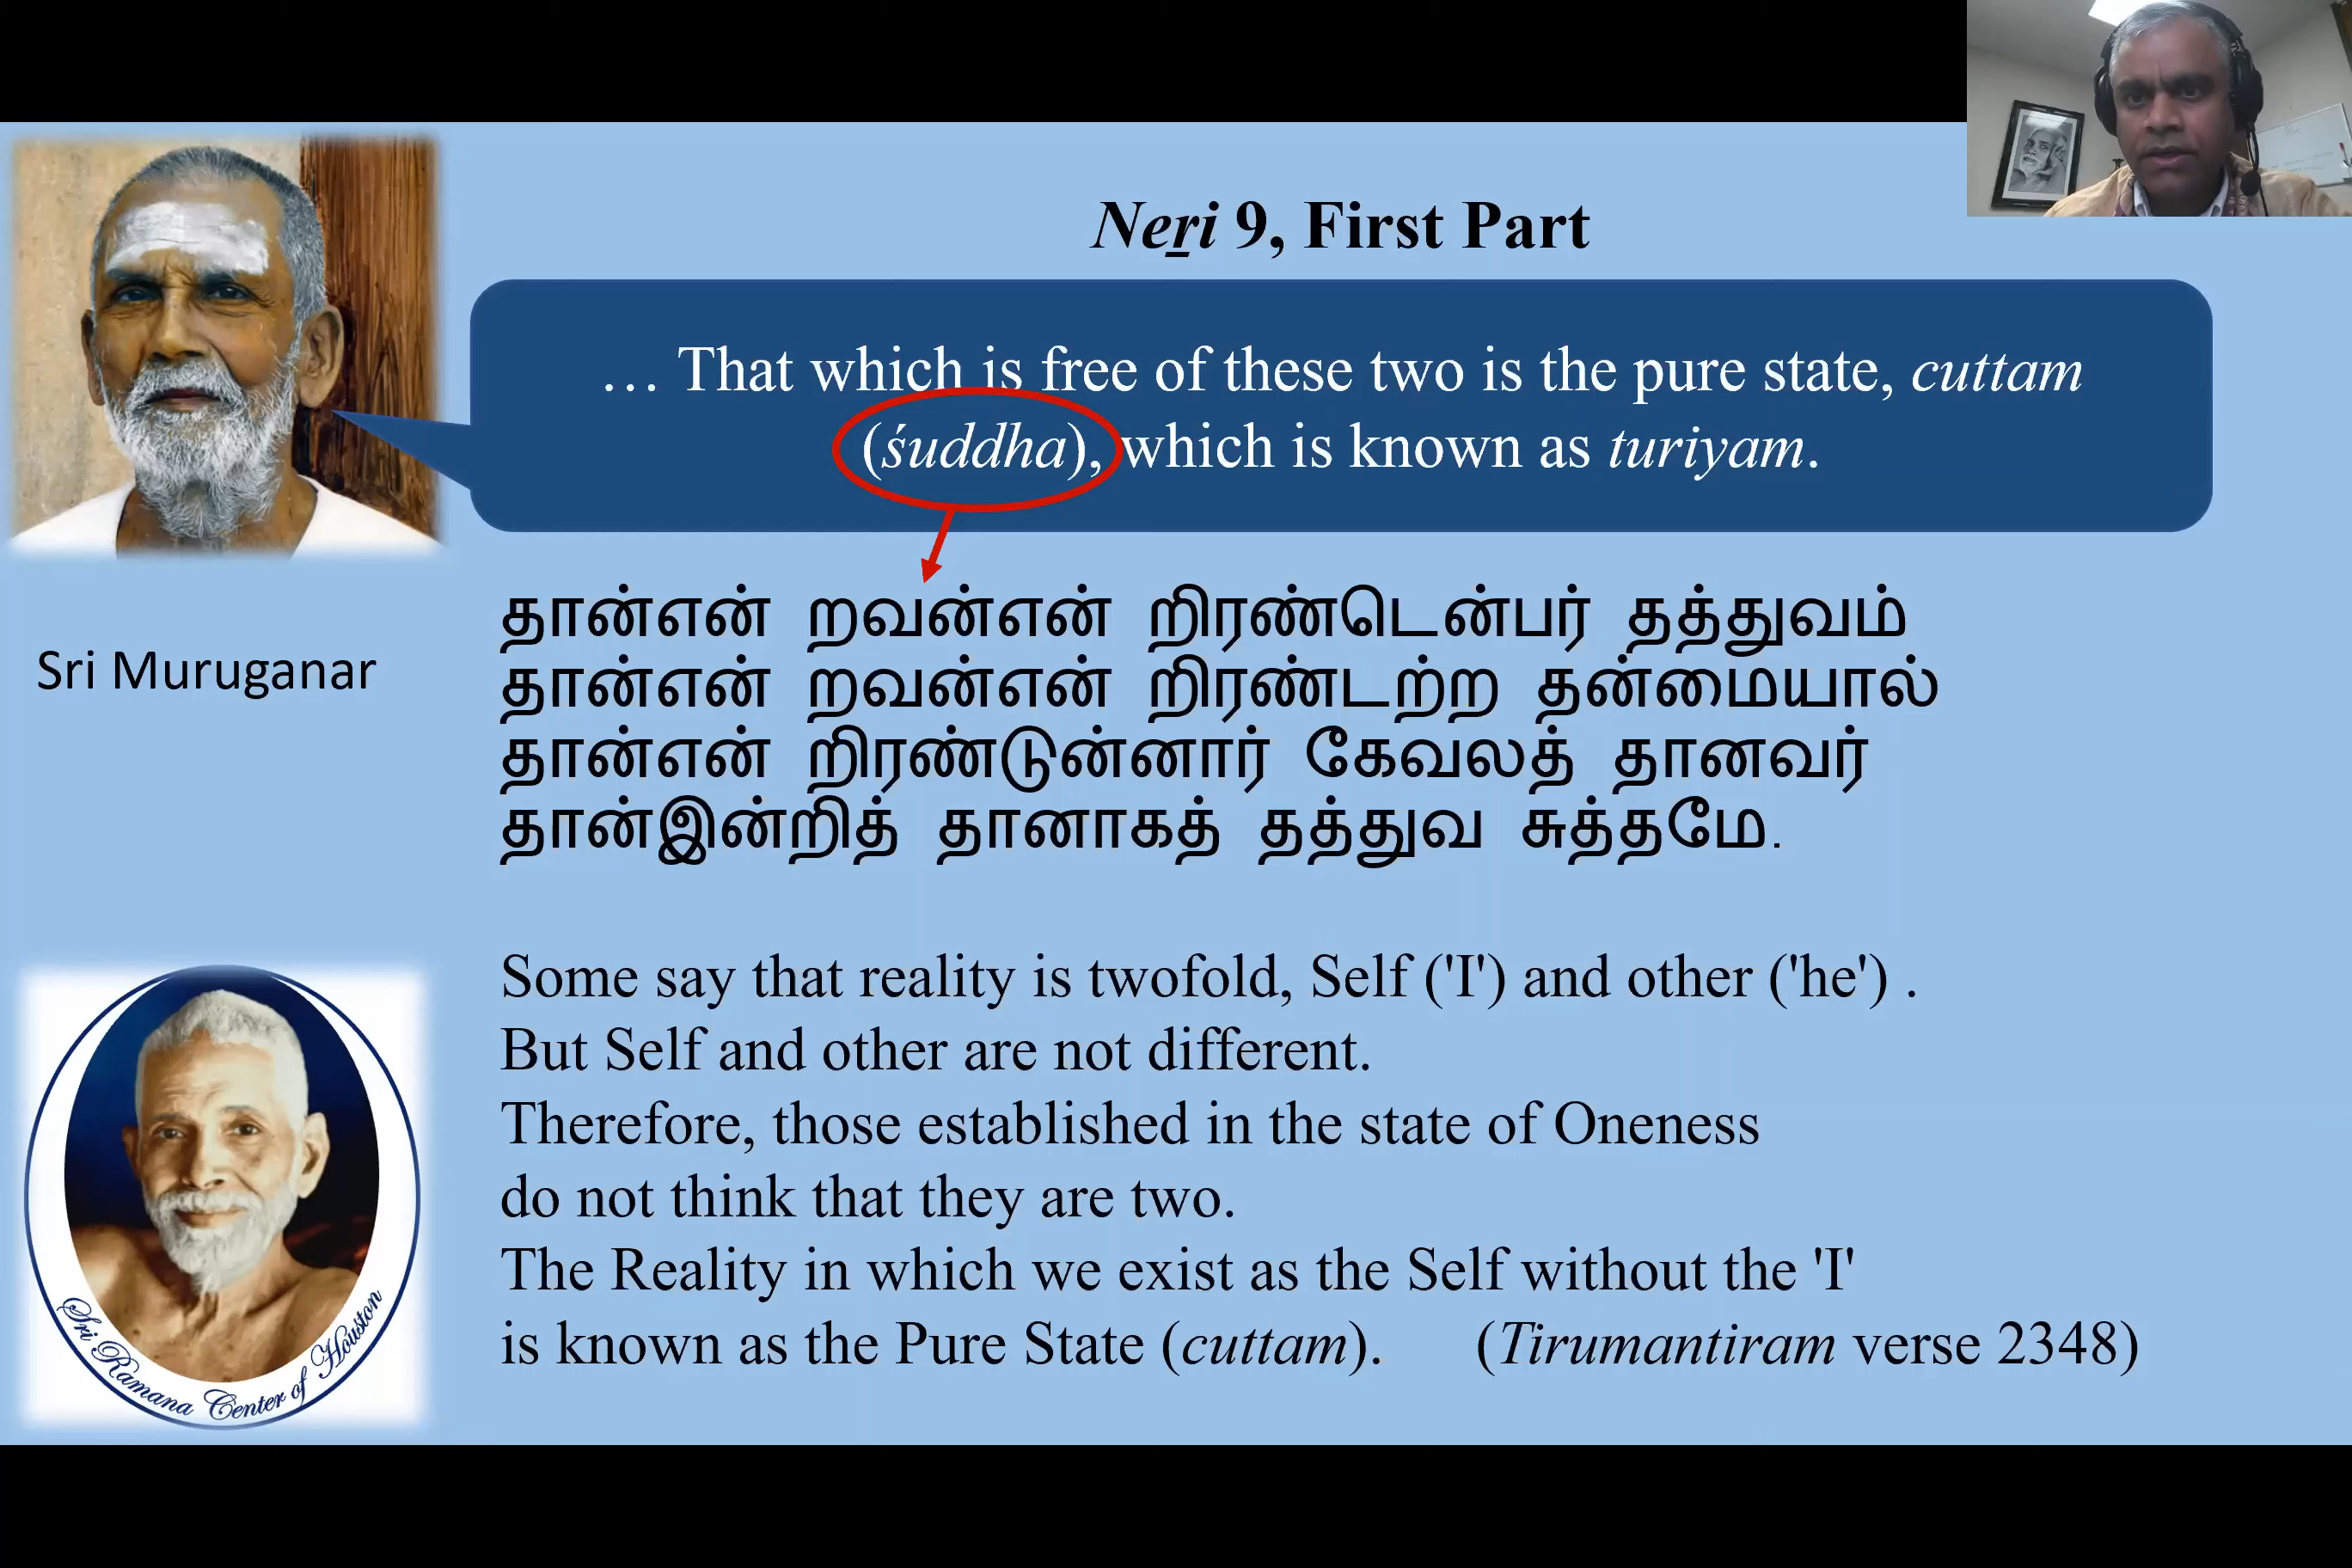 Neṟi 9, First Part
… That which is free of these two is the pure state, cuttam
(śuddha), which is known as turiyam.
Sri Muruganar
தான்என் றவன்என் றிரண்டென்பர் தத்துவம்
தான்என் றவன்என் றிரண்டற்ற தன்மையால்
தான்என் றிரண்டுன்னார் கேவலத் தானவர்
தான்இன்றித் தானாகத் தத்துவ சுத்தமே.
Some say that reality is twofold, Self ('I') and other ('he') .
But Self and other are not different.
Therefore, those established in the state of Oneness
do not think that they are two.
The Reality in which we exist as the Self without the 'I'
is known as the Pure State (cuttam). (Tirumantiram verse 2348)
Sri Ramana Center of Houston